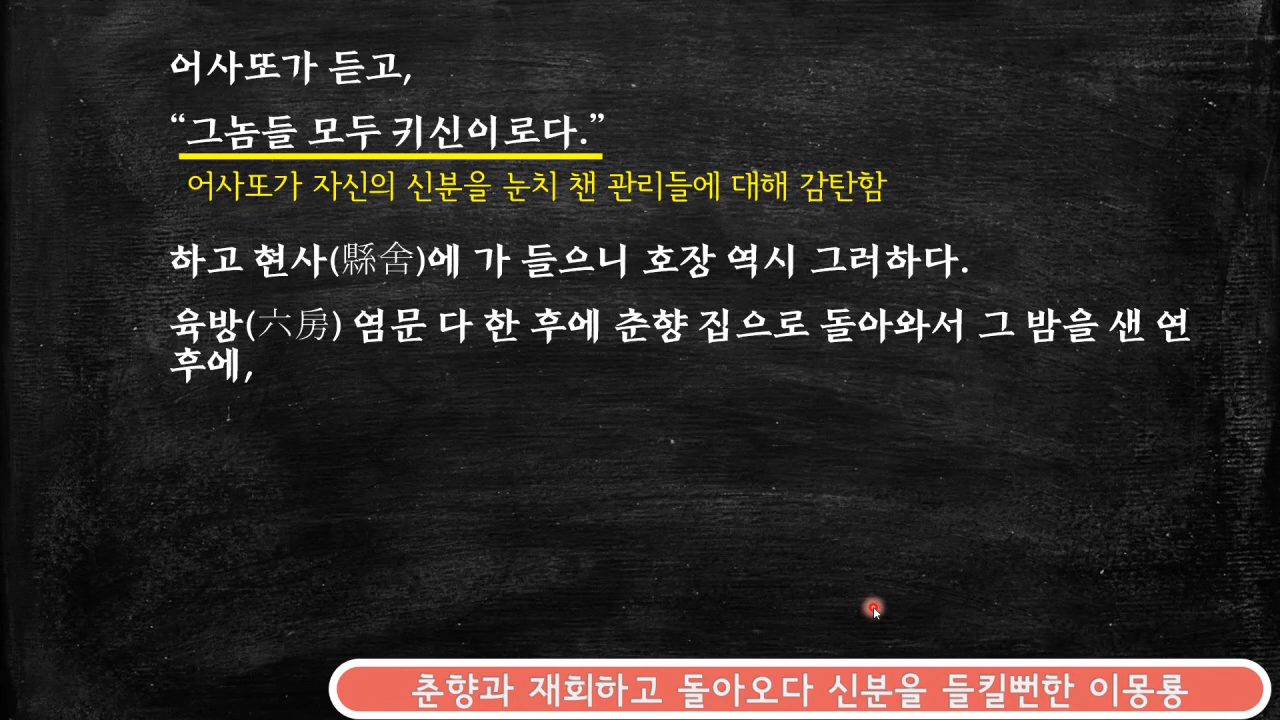 어사또가 듣고,
“그놈들 모두 키신이로다.”
어사또가 자신의 신분을 눈치 챈 관리들에 대해 감탄함
하고 현사(縣舍)에 가 들으니 호장 역시 그러하다.
육방(六房) 염문 다 한 후에 춘향 집으로 돌아와서 그 밤을 샌 연
후에,
춘향과 재회하고 돌아오다 신분을 들킬뻔한 이몽룡